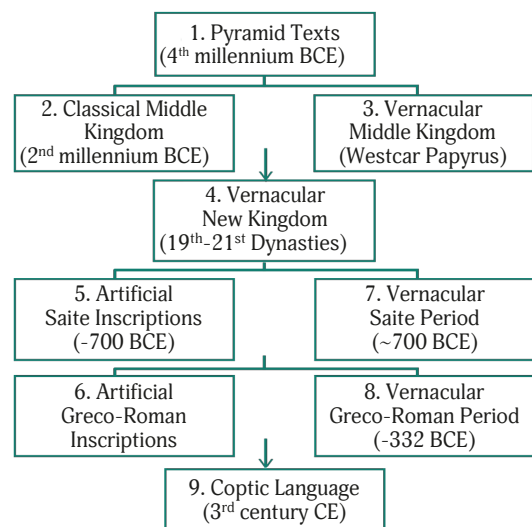 1. Pyramid Texts
(4th millennium BCE)
2. Classical Middle
Kingdom
(2nd millennium BCE)
3. Vernacular
Middle Kingdom
(Westcar Papyrus)
4. Vernacular
New Kingdom
(19th-21st Dynasties)
5. Artificial
Saite Inscriptions
(-700 BCE)
7. Vernacular
Saite Period
(~700 BCE)
6. Artificial
Greco-Roman
Inscriptions
8. Vernacular
Greco-Roman Period
(-332 BCE)
9. Coptic Language
(3rd century CE)